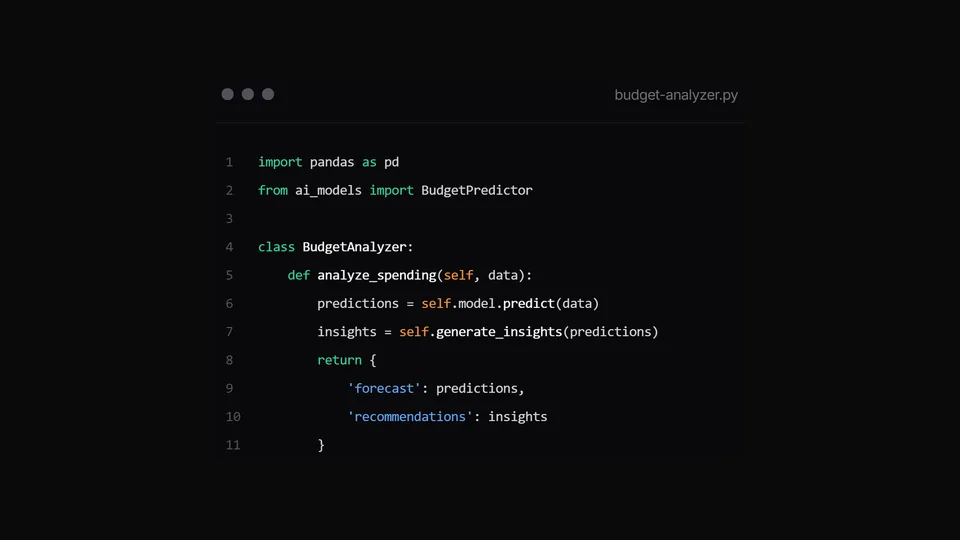 budget-analyzer.py
1 import pandas as pd
2 from ai_models import BudgetPredictor
3
4 class BudgetAnalyzer:
5     def analyze_spending(self, data):
6         predictions = self.model.predict(data)
7         insights = self.generate_insights(predictions)
8         return {
9             'forecast': predictions,
10             'recommendations': insights
11         }